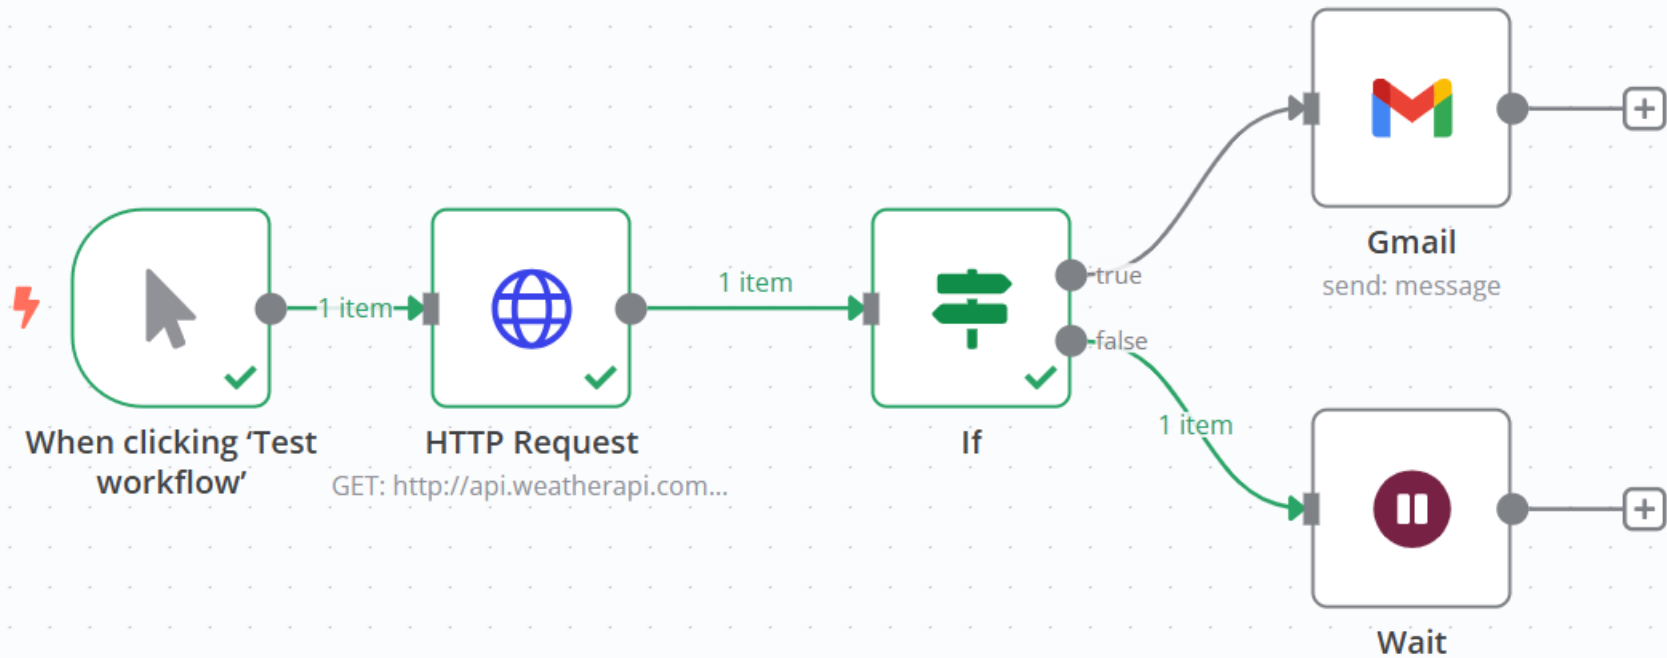 1 item
1 item
true
false
1 item
When clicking ‘Test
workflow’
HTTP Request
GET: http://api.weatherapi.com...
If
Gmail
send: message
Wait